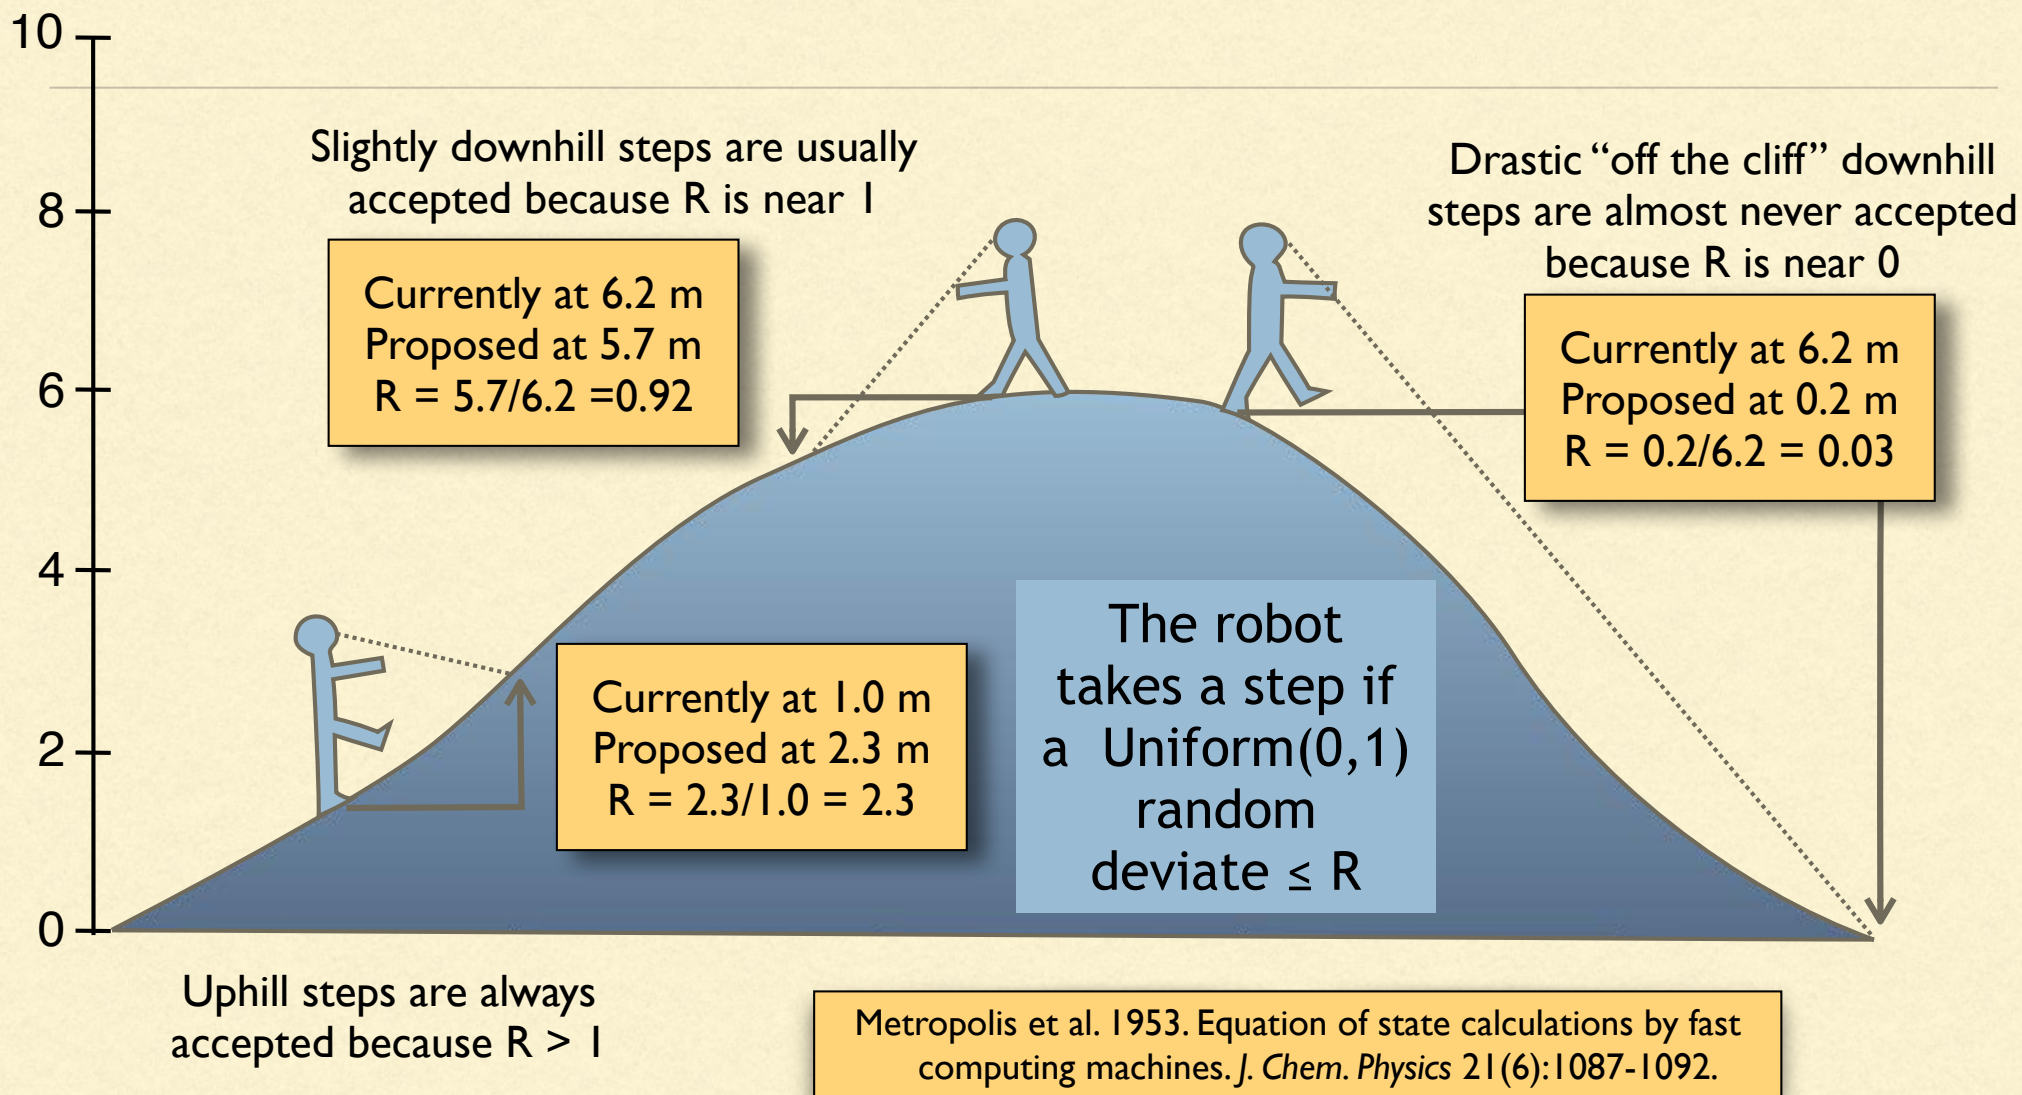 10
8
6
4
2
0
Slightly downhill steps are usually
accepted because R is near 1
Currently at 6.2 m
Proposed at 5.7 m
R = 5.7/6.2 =0.92
Drastic “off the cliff” downhill
steps are almost never accepted
because R is near 0
Currently at 6.2 m
Proposed at 0.2 m
R = 0.2/6.2 = 0.03
Currently at 1.0 m
Proposed at 2.3 m
R = 2.3/1.0 = 2.3
The robot
takes a step if
a Uniform(0,1)
random
deviate ≤ R
Uphill steps are always
accepted because R > 1
Metropolis et al. 1953. Equation of state calculations by fast
computing machines. J. Chem. Physics 21(6):1087-1092.